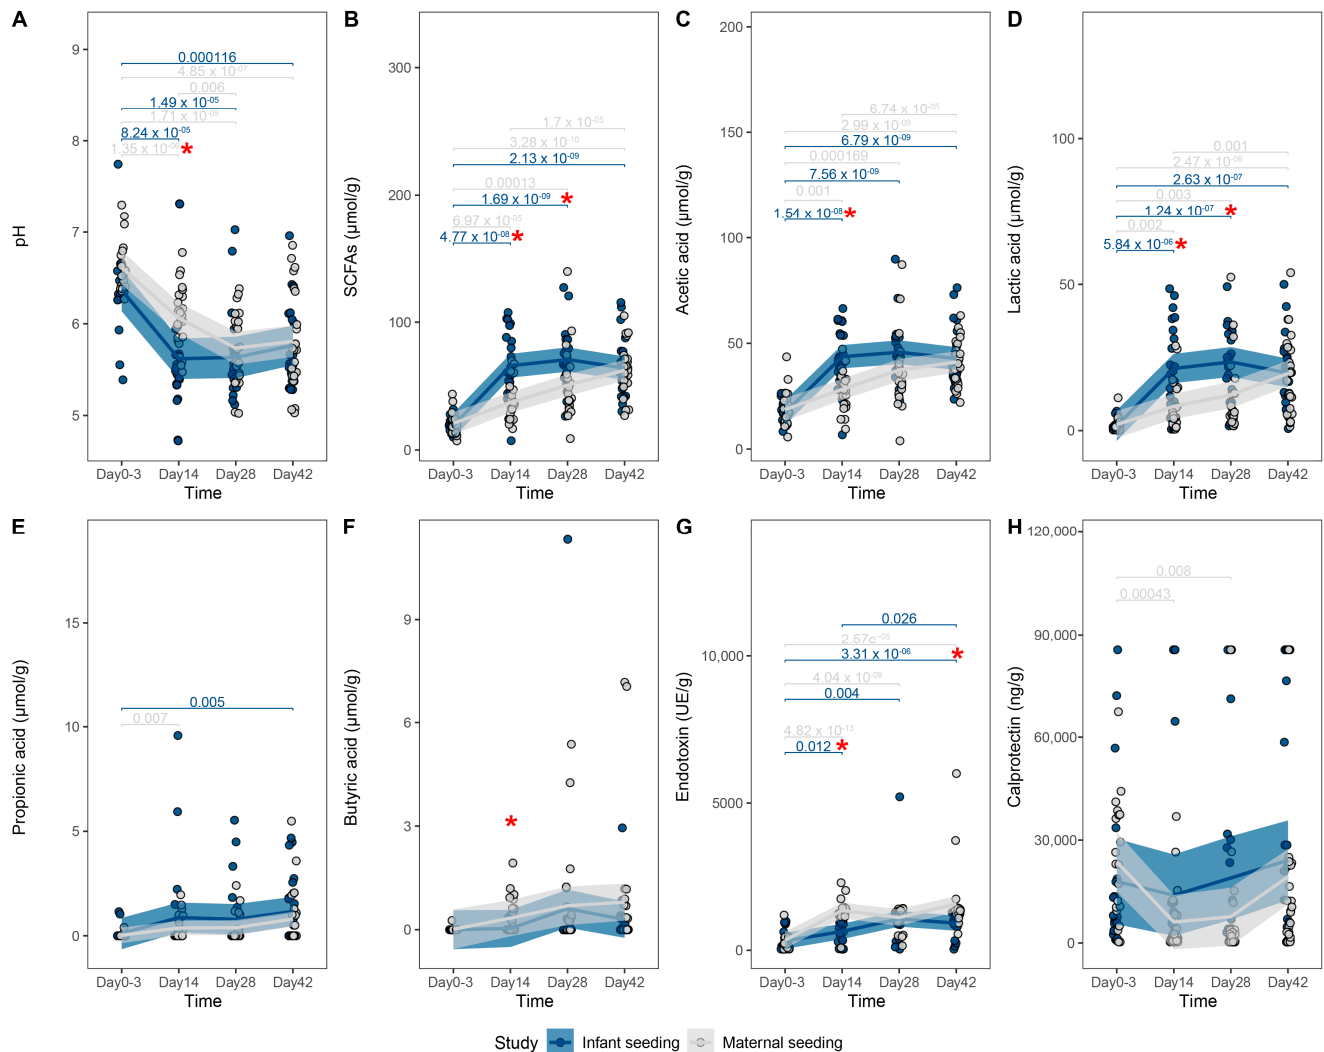 A
B
C
D
pH
9
8
7
6
5
0.000116
4.85 x 10-07
0.006
1.49 x 10-05
1.71 x 10-09
8.24 x 10-05
1.35 x 10-06
*
Day0-3 Day14 Day28 Day42
Time
SCFAs (μmol/g)
300
200
100
0
1.7 x 10-05
3.28 x 10-10
2.13 x 10-09
0.00013
1.69 x 10-09 *
6.97 x 10-05
4.77 x 10-08 *
Day0-3 Day14 Day28 Day42
Time
Acetic acid (μmol/g)
200
150
100
50
0
6.74 x 10-05
2.99 x 10-09
6.79 x 10-09
0.000169
7.56 x 10-09
0.001
1.54 x 10-08 *
Day0-3 Day14 Day28 Day42
Time
Lactic acid (μmol/g)
100
50
0
0.001
2.47 x 10-06
2.63 x 10-07
0.003
1.24 x 10-07 *
0.002
5.84 x 10-06 *
Day0-3 Day14 Day28 Day42
Time
E
F
G
H
Propionic acid (μmol/g)
15
10
5
0
0.005
0.007
Day0-3 Day14 Day28 Day42
Time
Butyric acid (μmol/g)
9
6
3
0
*
Day0-3 Day14 Day28 Day42
Time
Endotoxin (UE/g)
10,000
5000
0
0.026
2.57e-05
3.31 x 10-06 *
4.04 x 10-09
0.004
4.82 x 10-13
0.012 *
Day0-3 Day14 Day28 Day42
Time
Calprotectin (ng/g)
120,000
90,000
60,000
30,000
0
0.008
0.00043
Day0-3 Day14 Day28 Day42
Time
Study Infant seeding Maternal seeding